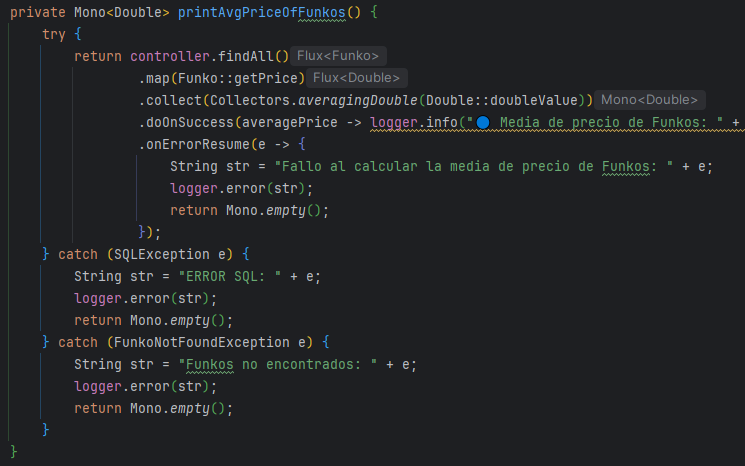 private Mono<Double> printAvgPriceOfFunkos() {
    try {
        return controller.findAll() Flux<Funko>
                .map(Funko::getPrice) Flux<Double>
                .collect(Collectors.averagingDouble(Double::doubleValue)) Mono<Double>
                .doOnSuccess(averagePrice -> logger.info("🔵 Media de precio de Funkos: " +
                .onErrorResume(e -> {
                    String str = "Fallo al calcular la media de precio de Funkos: " + e;
                    logger.error(str);
                    return Mono.empty();
                });
    } catch (SQLException e) {
        String str = "ERROR SQL: " + e;
        logger.error(str);
        return Mono.empty();
    } catch (FunkoNotFoundException e) {
        String str = "Funkos no encontrados: " + e;
        logger.error(str);
        return Mono.empty();
    }
}